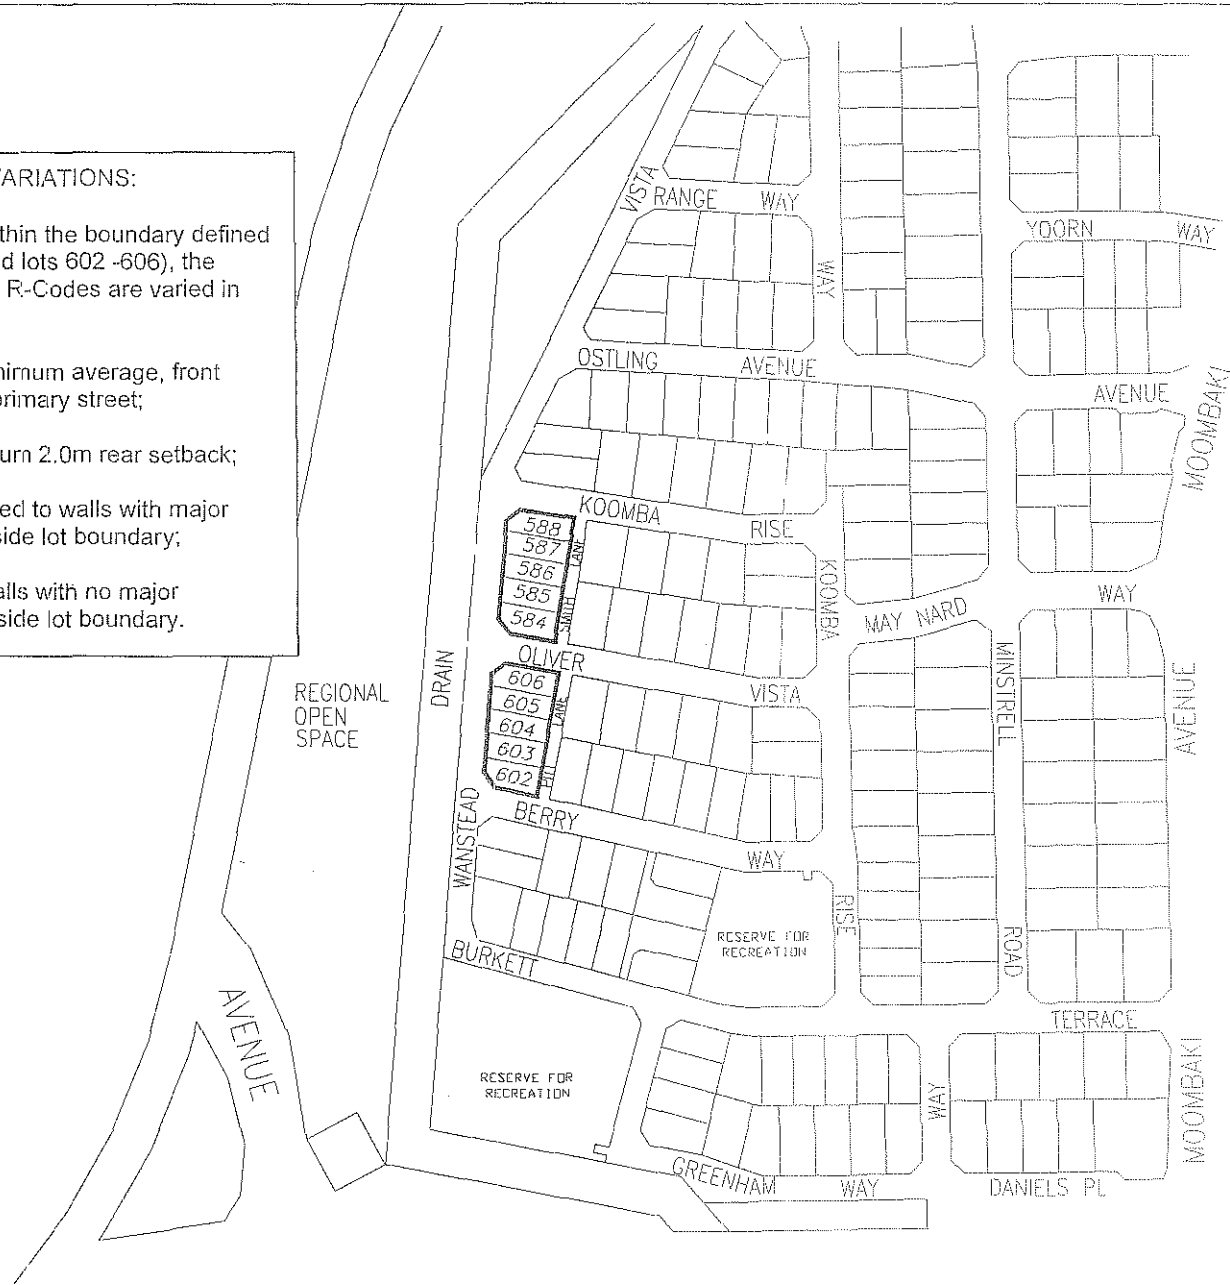 VARIATIONS:
thin the boundary defined
d lots 602 -606), the
R-Codes are varied in
nimum average, front
primary street;
2.0m rear setback;
ed to walls with major
side lot boundary;
alls with no major
side lot boundary.
VISTA
RANGE WAY
WAY
YOORN WAY
OSTLING AVENUE
AVENUE
MOOMBAKI
KOOMBA RISE
588
587
586
585
584
SMITH LANE
KOOMBA
MAYNARD WAY
OLIVER VISTA
606
605
604
603
602
LANE
MINSTRELL ROAD
AVENUE
REGIONAL
OPEN
SPACE
DRAIN
WANSTEAD
BERRY WAY
RISE
RESERVE FOR
RECREATION
BURKETT
TERRACE
AVENUE
RESERVE FOR
RECREATION
WAY
MOOMBAKI
GREENHAM WAY
DANIELS PL